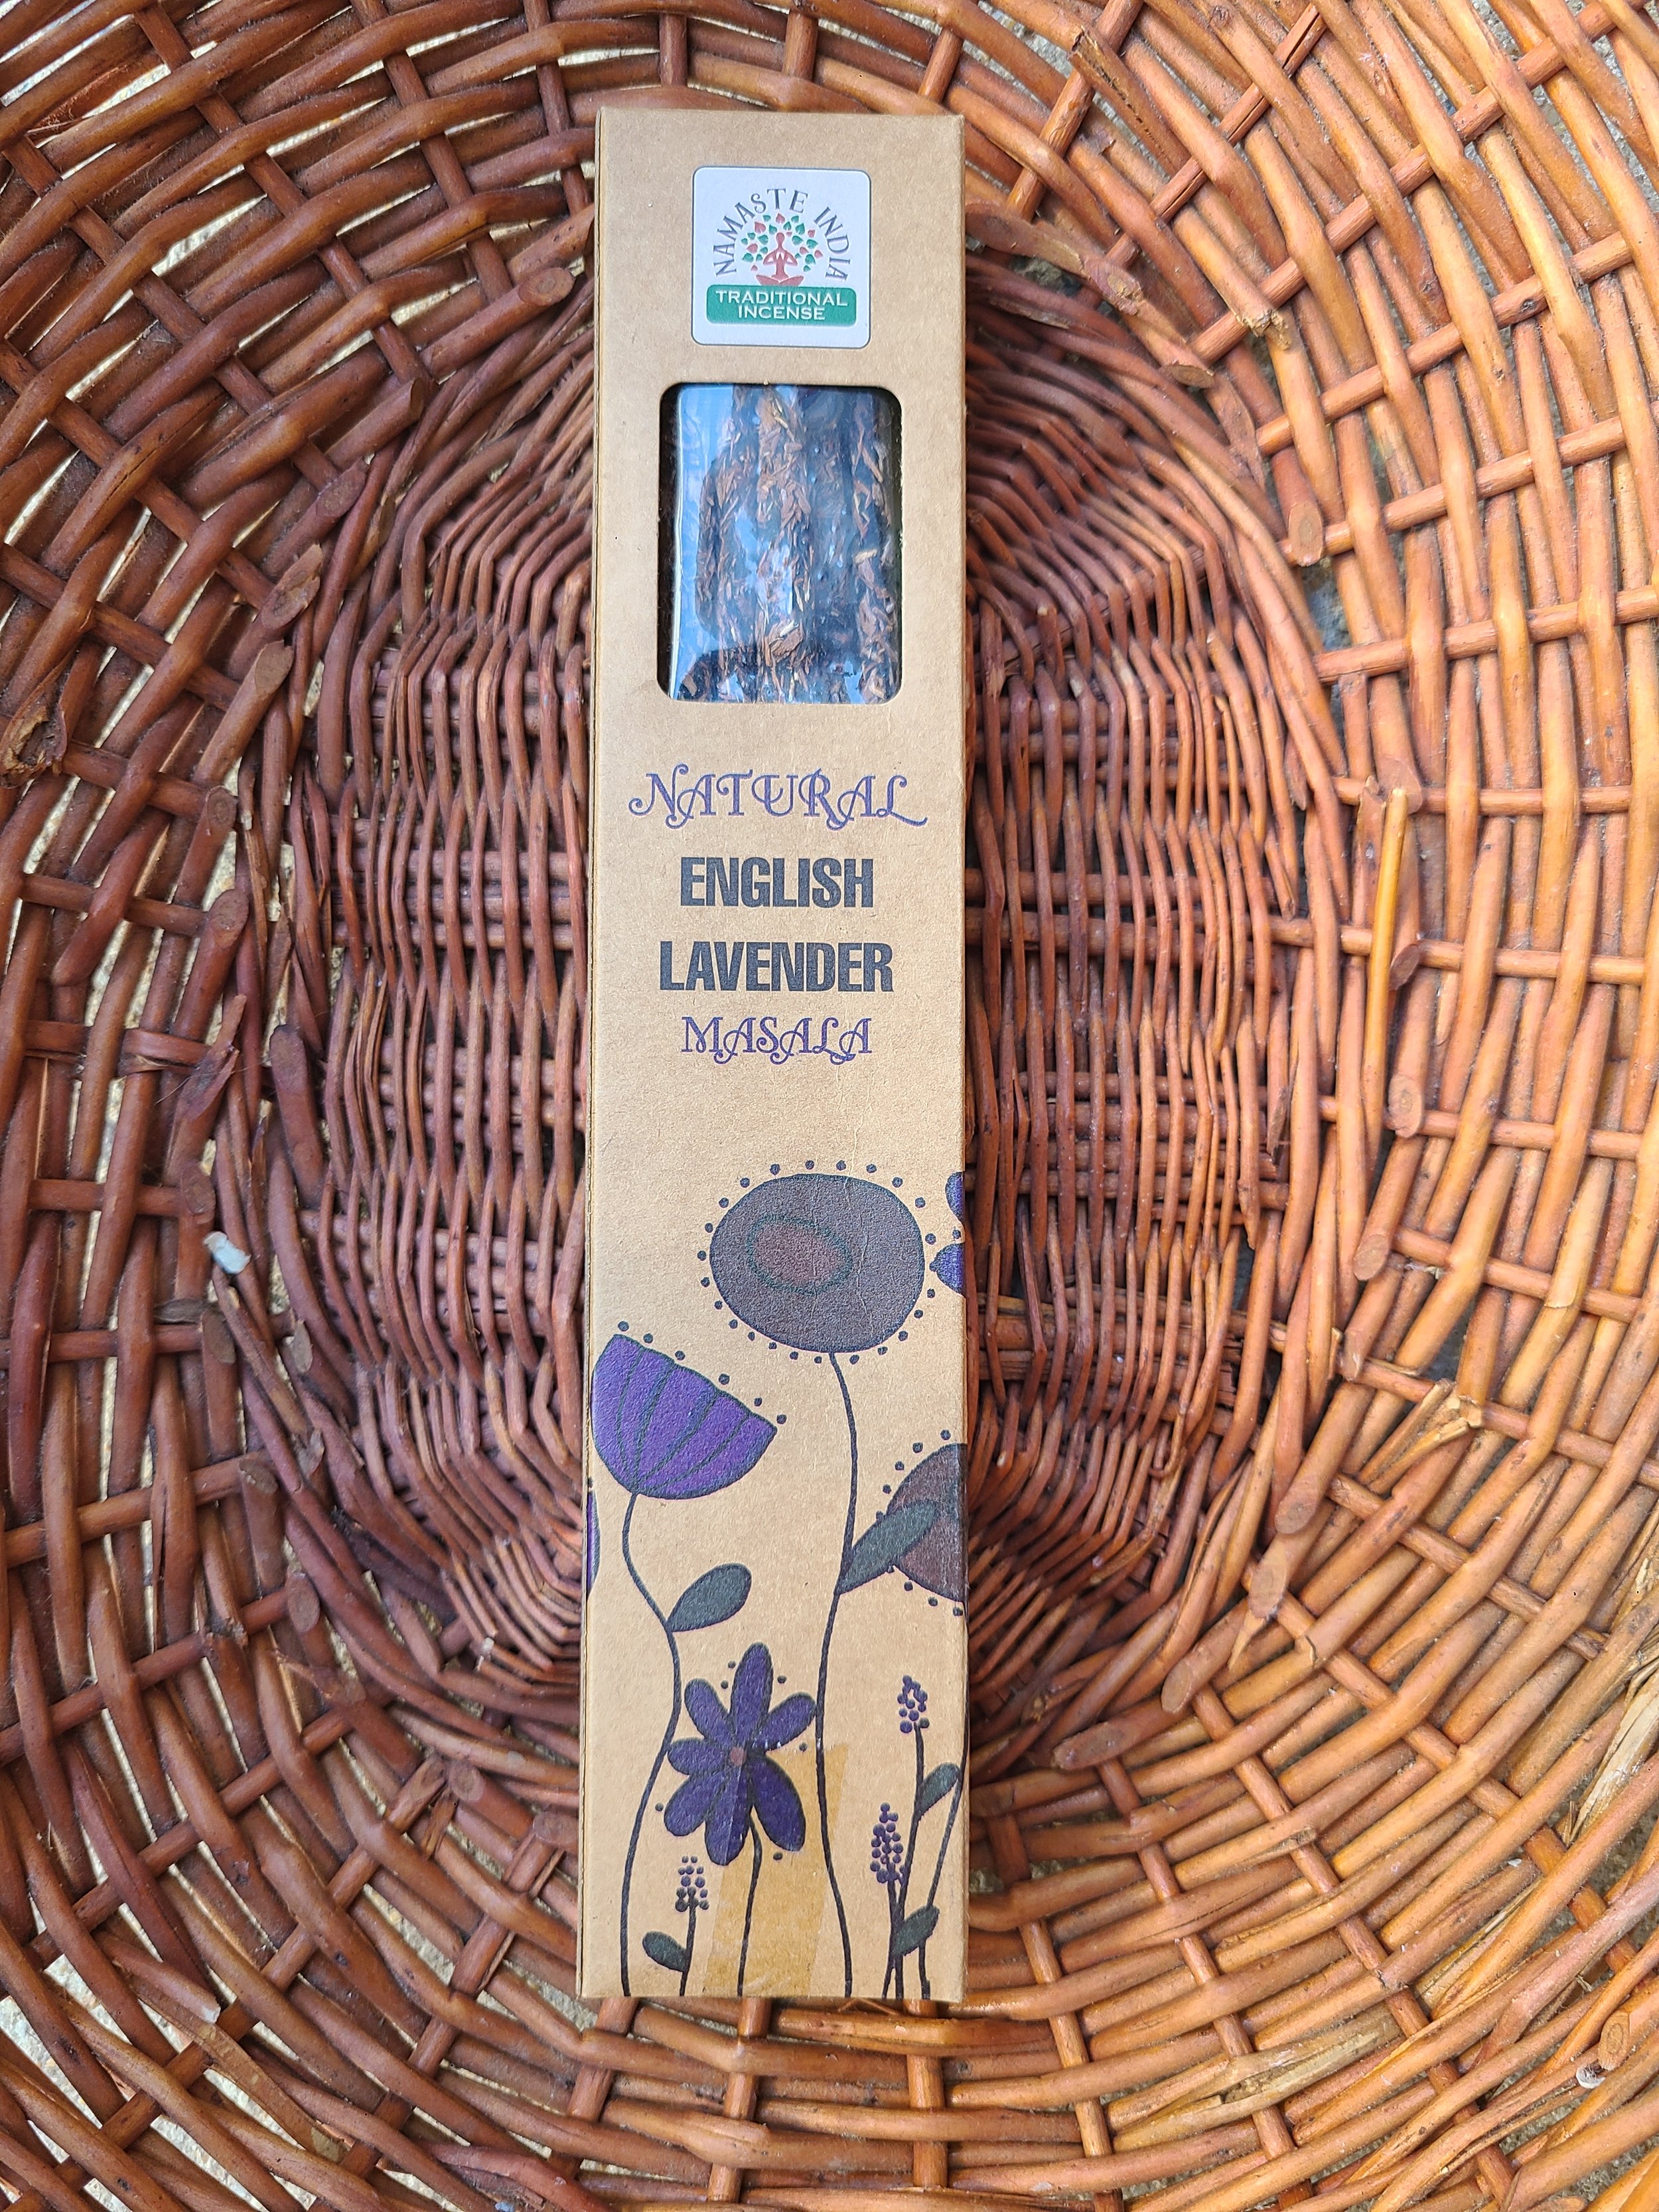 NAMASTE INDIA
TRADITIONAL
INCENSE
NATURAL
ENGLISH
LAVENDER
MASALA